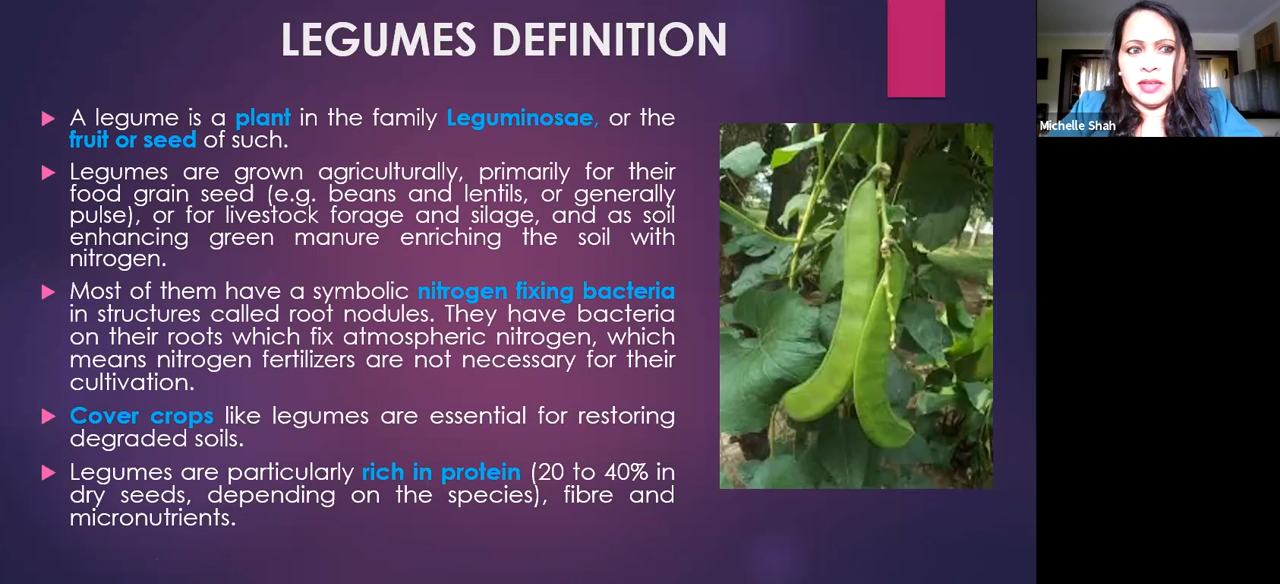 LEGUMES DEFINITION
A legume is a plant in the family Leguminosae, or the
fruit or seed of such.
Legumes are grown agriculturally, primarily for their
food grain seed (e.g. beans and lentils, or generally
pulse), or for livestock forage and silage, and as soil
enhancing green manure enriching the soil with
nitrogen.
Most of them have a symbolic nitrogen fixing bacteria
in structures called root nodules. They have bacteria
on their roots which fix atmospheric nitrogen, which
means nitrogen fertilizers are not necessary for their
cultivation.
Cover crops like legumes are essential for restoring
degraded soils.
Legumes are particularly rich in protein (20 to 40% in
dry seeds, depending on the species), fibre and
micronutrients.
Michelle Shah